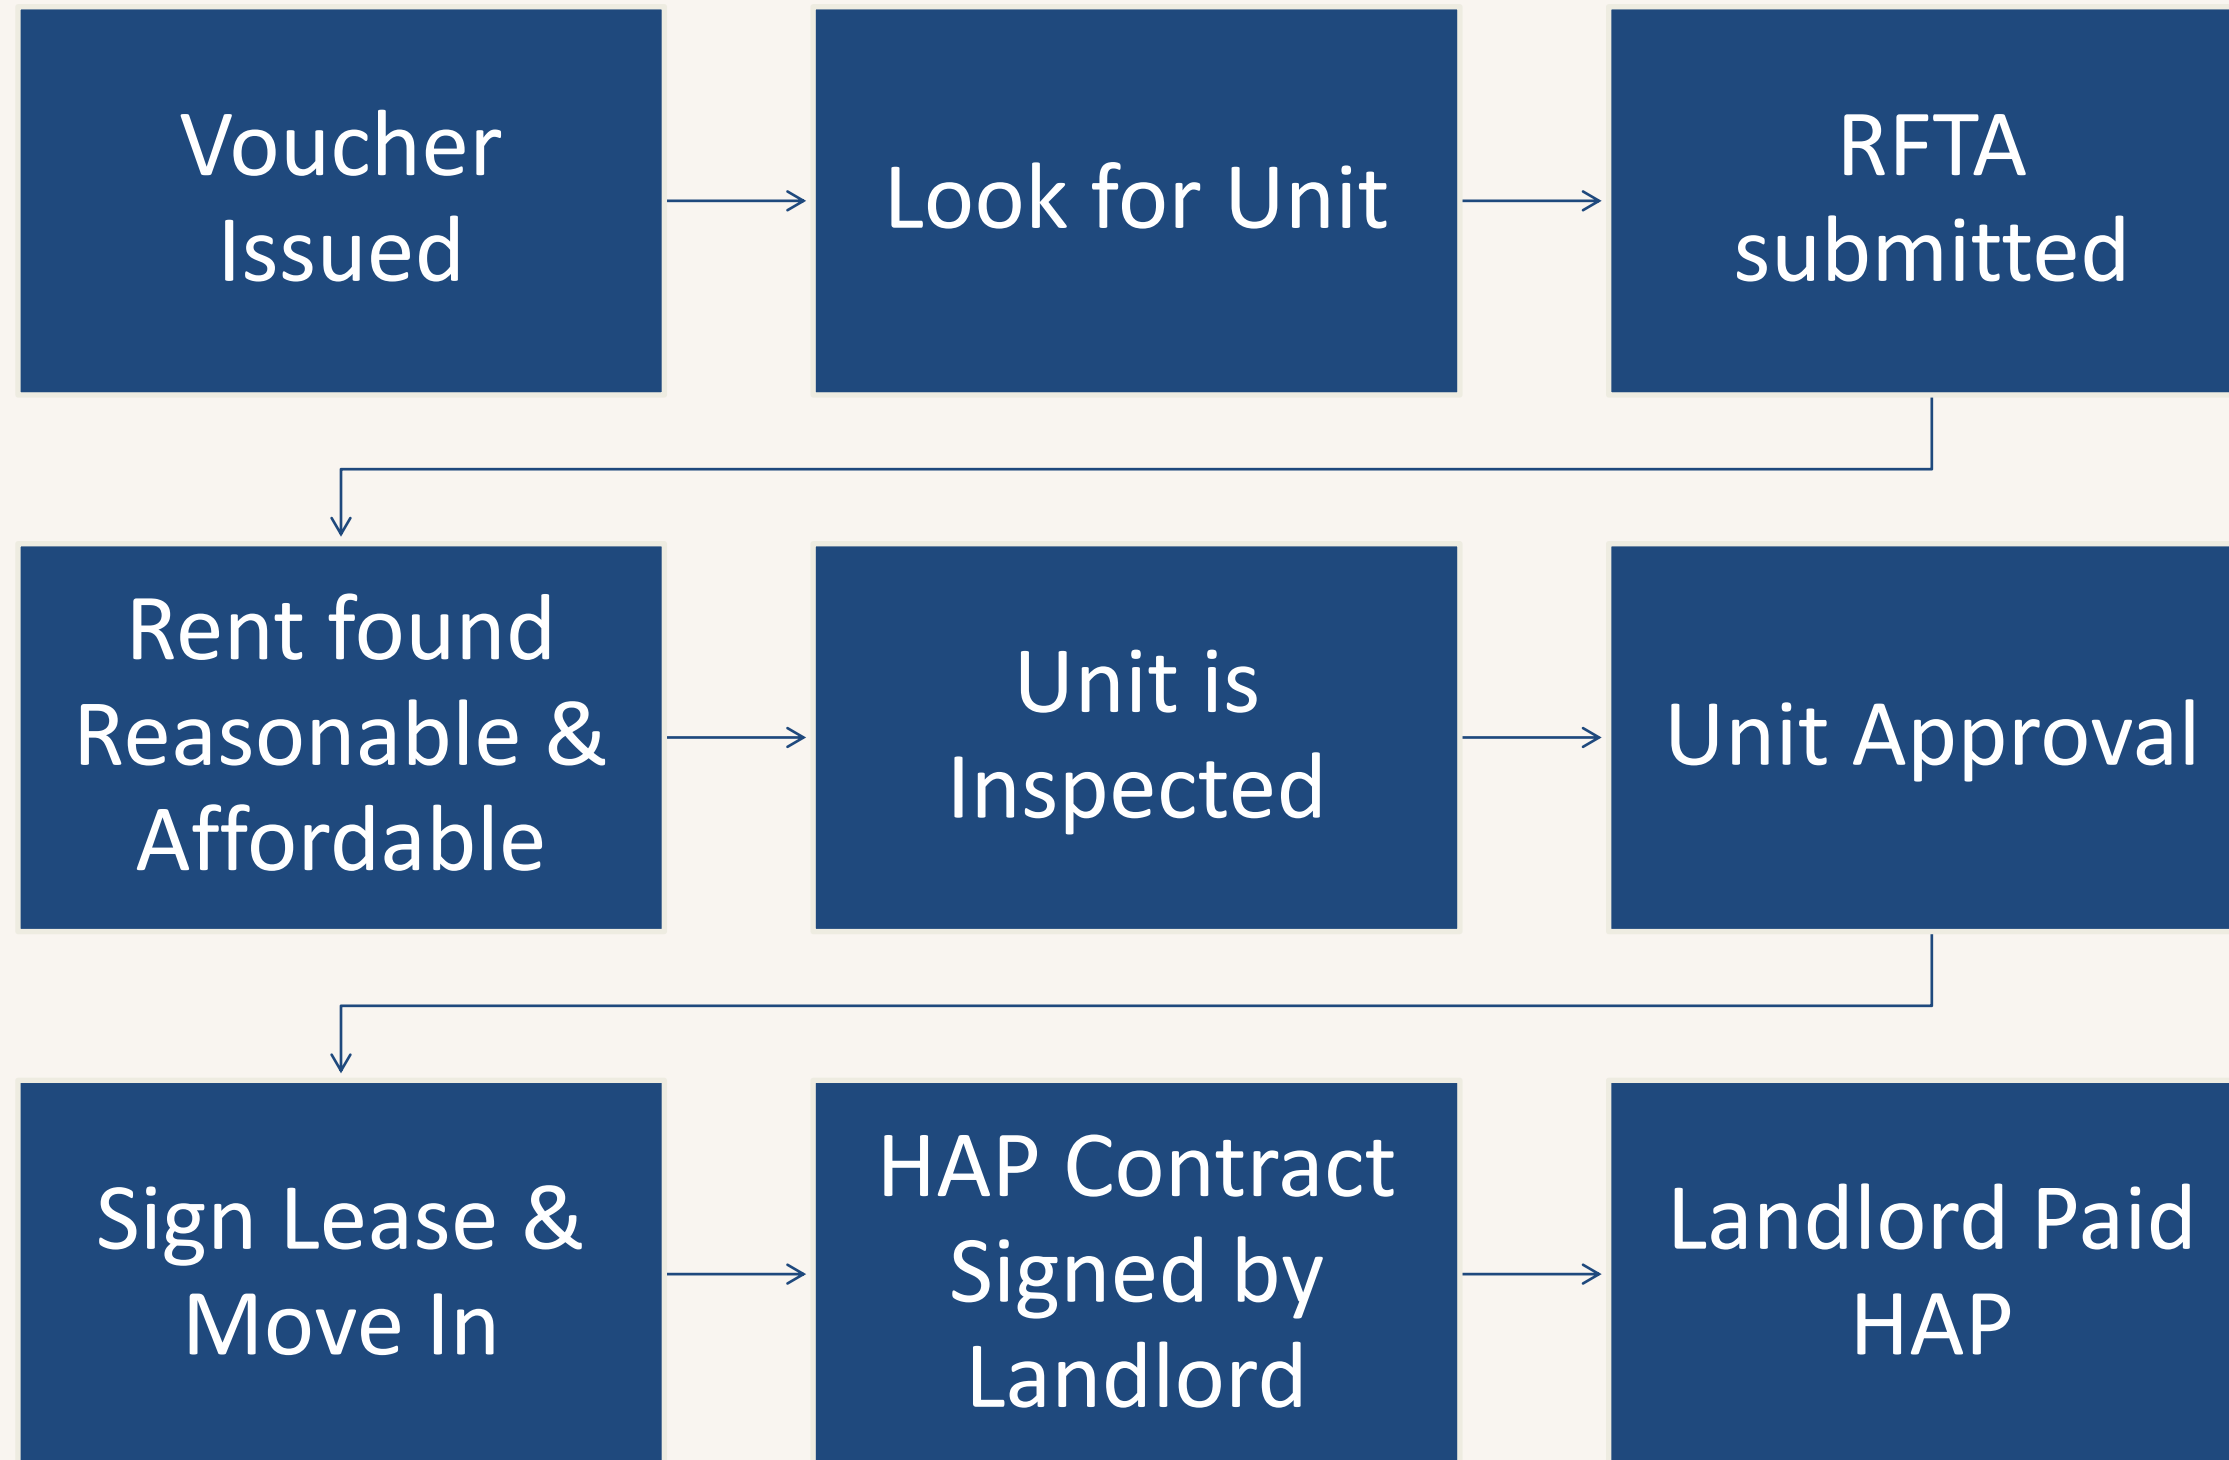 Voucher
Issued
Look for Unit
RFTA
submitted
Rent found
Reasonable &
Affordable
Unit is
Inspected
Unit Approval
Sign Lease &
Move In
HAP Contract
Signed by
Landlord
Landlord Paid
HAP